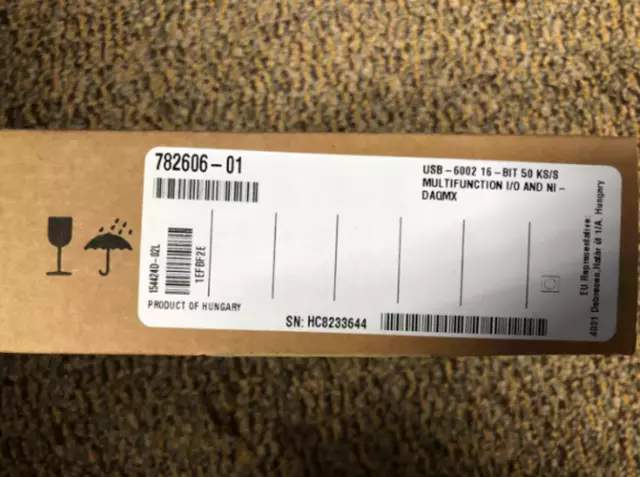 782606-01
USB-6002 16-BIT 50 KS/S
MULTIFUNCTION I/O AND NI-
DAQMX
154424D-02L
1EFBF2E
PRODUCT OF HUNGARY
SN: HC8233644
EU Representative:
4031 Debrecen, Határ út 1/A, Hungary